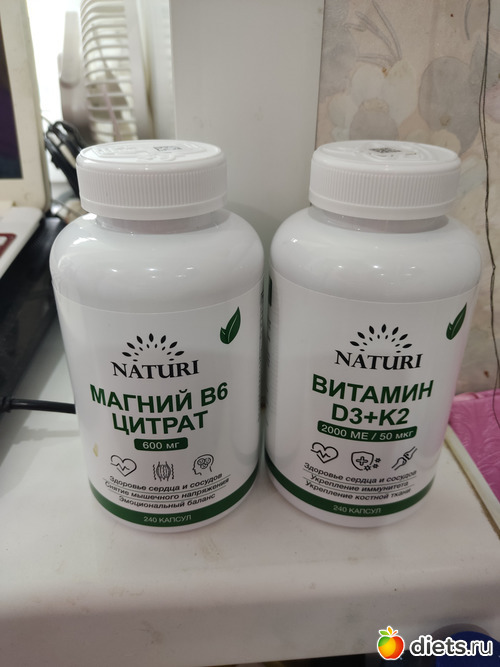 NATURI
МАГНИЙ B6
ЦИТРАТ
600 мг
Здоровье сердца и сосудов
Снятие мышечного напряжения
Эмоциональный баланс
240 КАПСУЛ
NATURI
ВИТАМИН
D3+K2
2000 МЕ / 50 мкг
Здоровье сердца и сосудов
Укрепление иммунитета
Укрепление костной ткани
240 КАПСУЛ
diets.ru